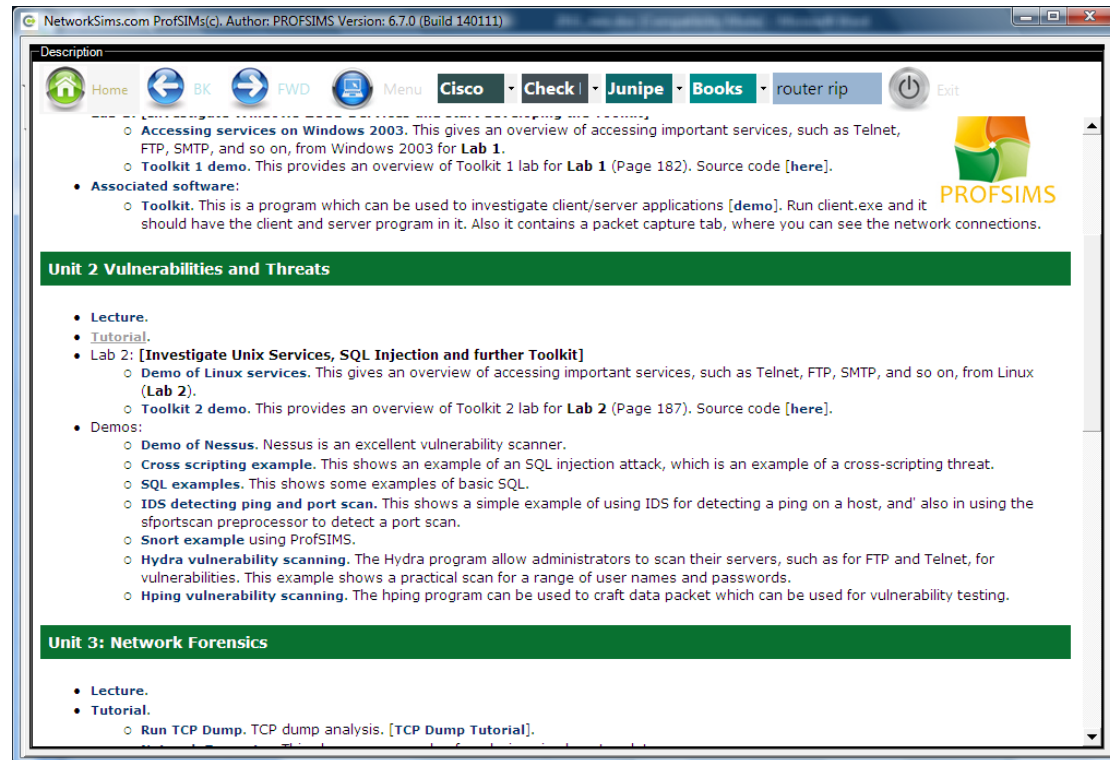 NetworkSims.com ProfSIMs(c). Author: PROFSIMS Version: 6.7.0 (Build 140111)
Description
Home BK FWD Menu Cisco Check Junipe Books router rip Exit
Accessing services on Windows 2003. This gives an overview of accessing important services, such as Telnet,
FTP, SMTP, and so on, from Windows 2003 for Lab 1.
Toolkit 1 demo. This provides an overview of Toolkit 1 lab for Lab 1 (Page 182). Source code [here].
PROFSIMS
Associated software:
Toolkit. This is a program which can be used to investigate client/server applications [demo]. Run client.exe and it
should have the client and server program in it. Also it contains a packet capture tab, where you can see the network connections.
Unit 2 Vulnerabilities and Threats
Lecture.
Tutorial.
Lab 2: [Investigate Unix Services, SQL Injection and further Toolkit]
Demo of Linux services. This gives an overview of accessing important services, such as Telnet, FTP, SMTP, and so on, from Linux
(Lab 2).
Toolkit 2 demo. This provides an overview of Toolkit 2 lab for Lab 2 (Page 187). Source code [here].
Demos:
Demo of Nessus. Nessus is an excellent vulnerability scanner.
Cross scripting example. This shows an example of an SQL injection attack, which is an example of a cross-scripting threat.
SQL examples. This shows some examples of basic SQL.
IDS detecting ping and port scan. This shows a simple example of using IDS for detecting a ping on a host, and' also in using the
sfportscan preprocessor to detect a port scan.
Snort example using ProfSIMS.
Hydra vulnerability scanning. The Hydra program allow administrators to scan their servers, such as for FTP and Telnet, for
vulnerabilities. This example shows a practical scan for a range of user names and passwords.
Hping vulnerability scanning. The hping program can be used to craft data packet which can be used for vulnerability testing.
Unit 3: Network Forensics
Lecture.
Tutorial.
Run TCP Dump. TCP dump analysis. [TCP Dump Tutorial].